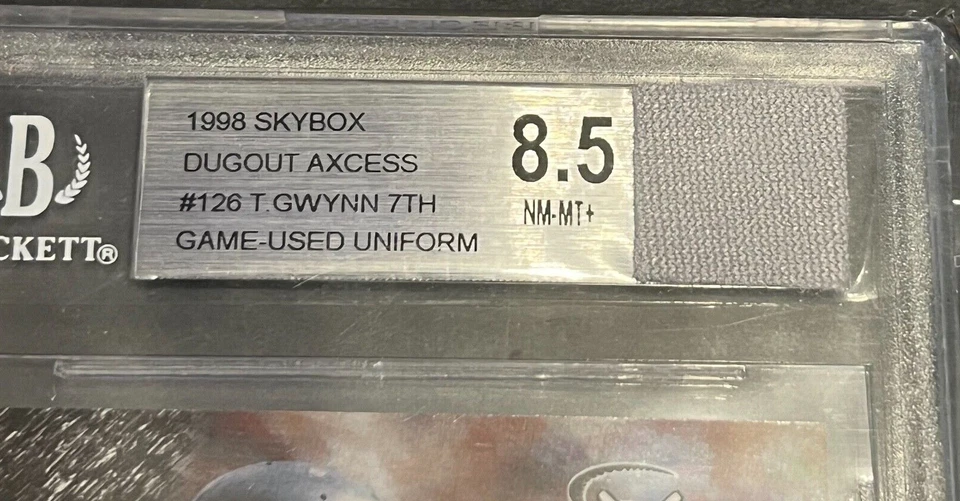 1998 SKYBOX
DUGOUT AXCESS
#126 T.GWYNN 7TH
GAME-USED UNIFORM
8.5
NM-MT+
B
CKETT®